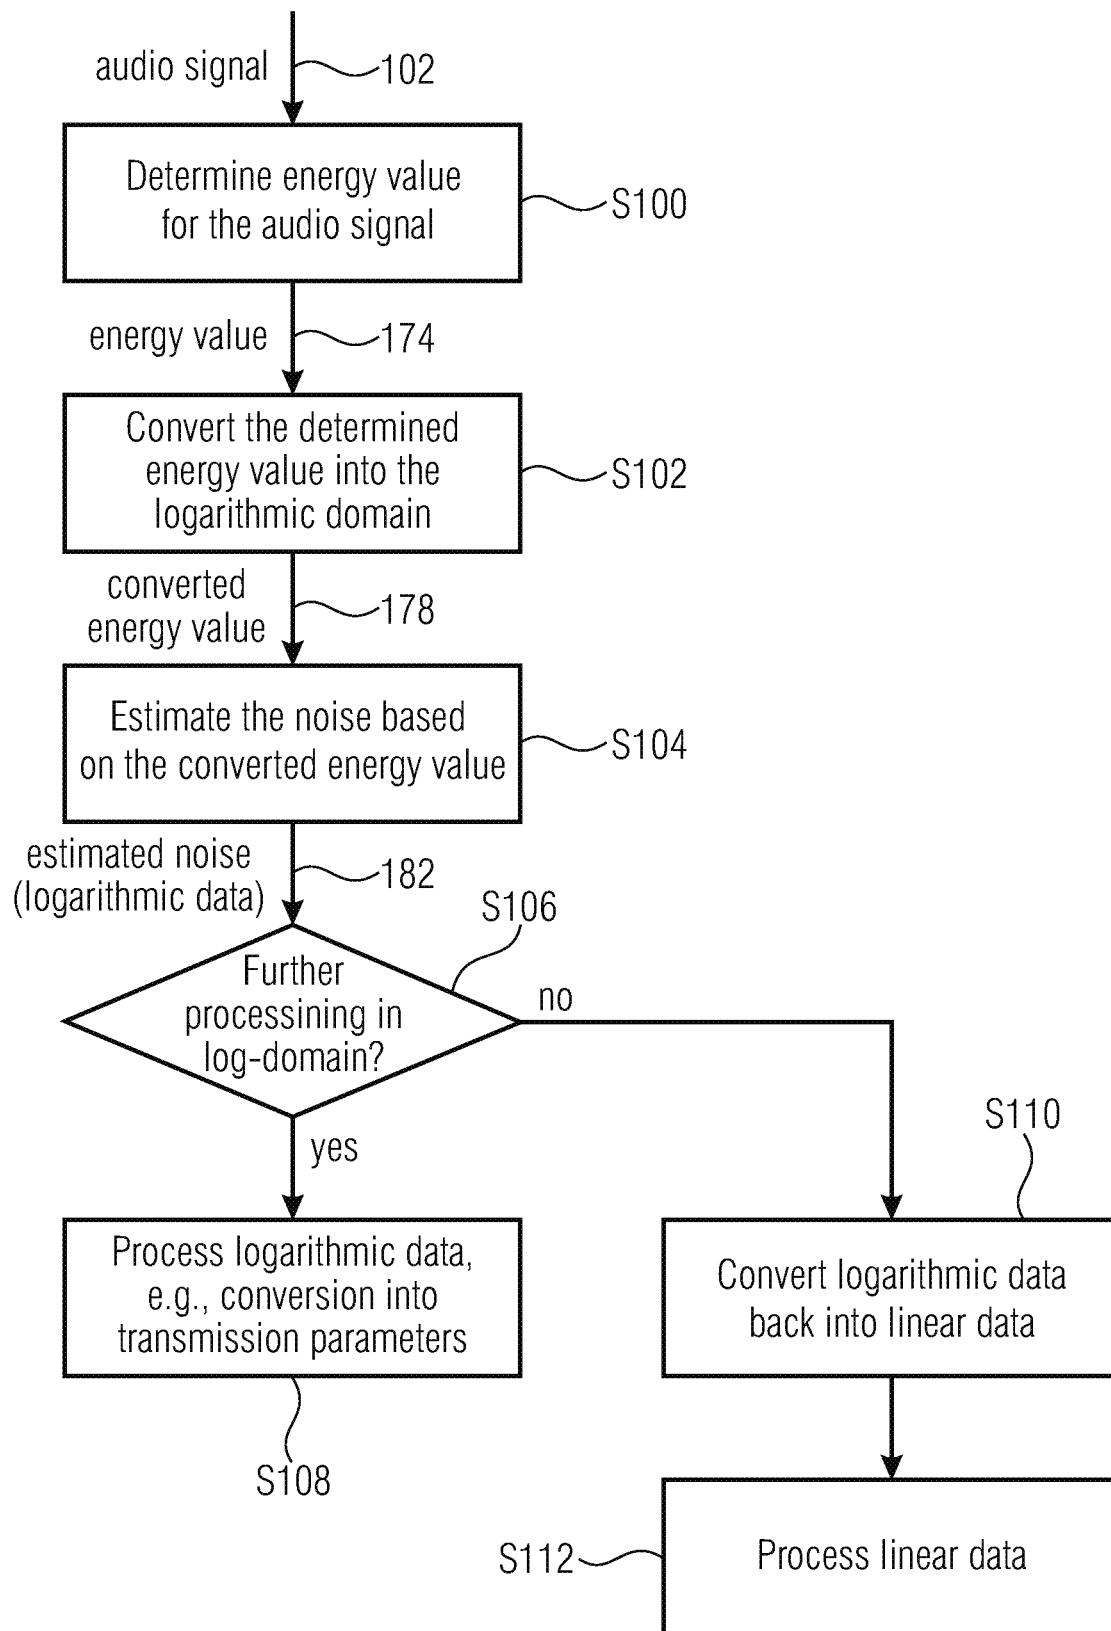 audio signal
102
Determine energy value
for the audio signal
S100
energy value
174
Convert the determined
energy value into the
logarithmic domain
S102
converted
energy value
178
Estimate the noise based
on the converted energy value
S104
estimated noise
(logarithmic data)
182
S106
Further
processining in
log-domain?
no
yes
S110
Process logarithmic data,
e.g., conversion into
transmission parameters
Convert logarithmic data
back into linear data
S108
S112
Process linear data